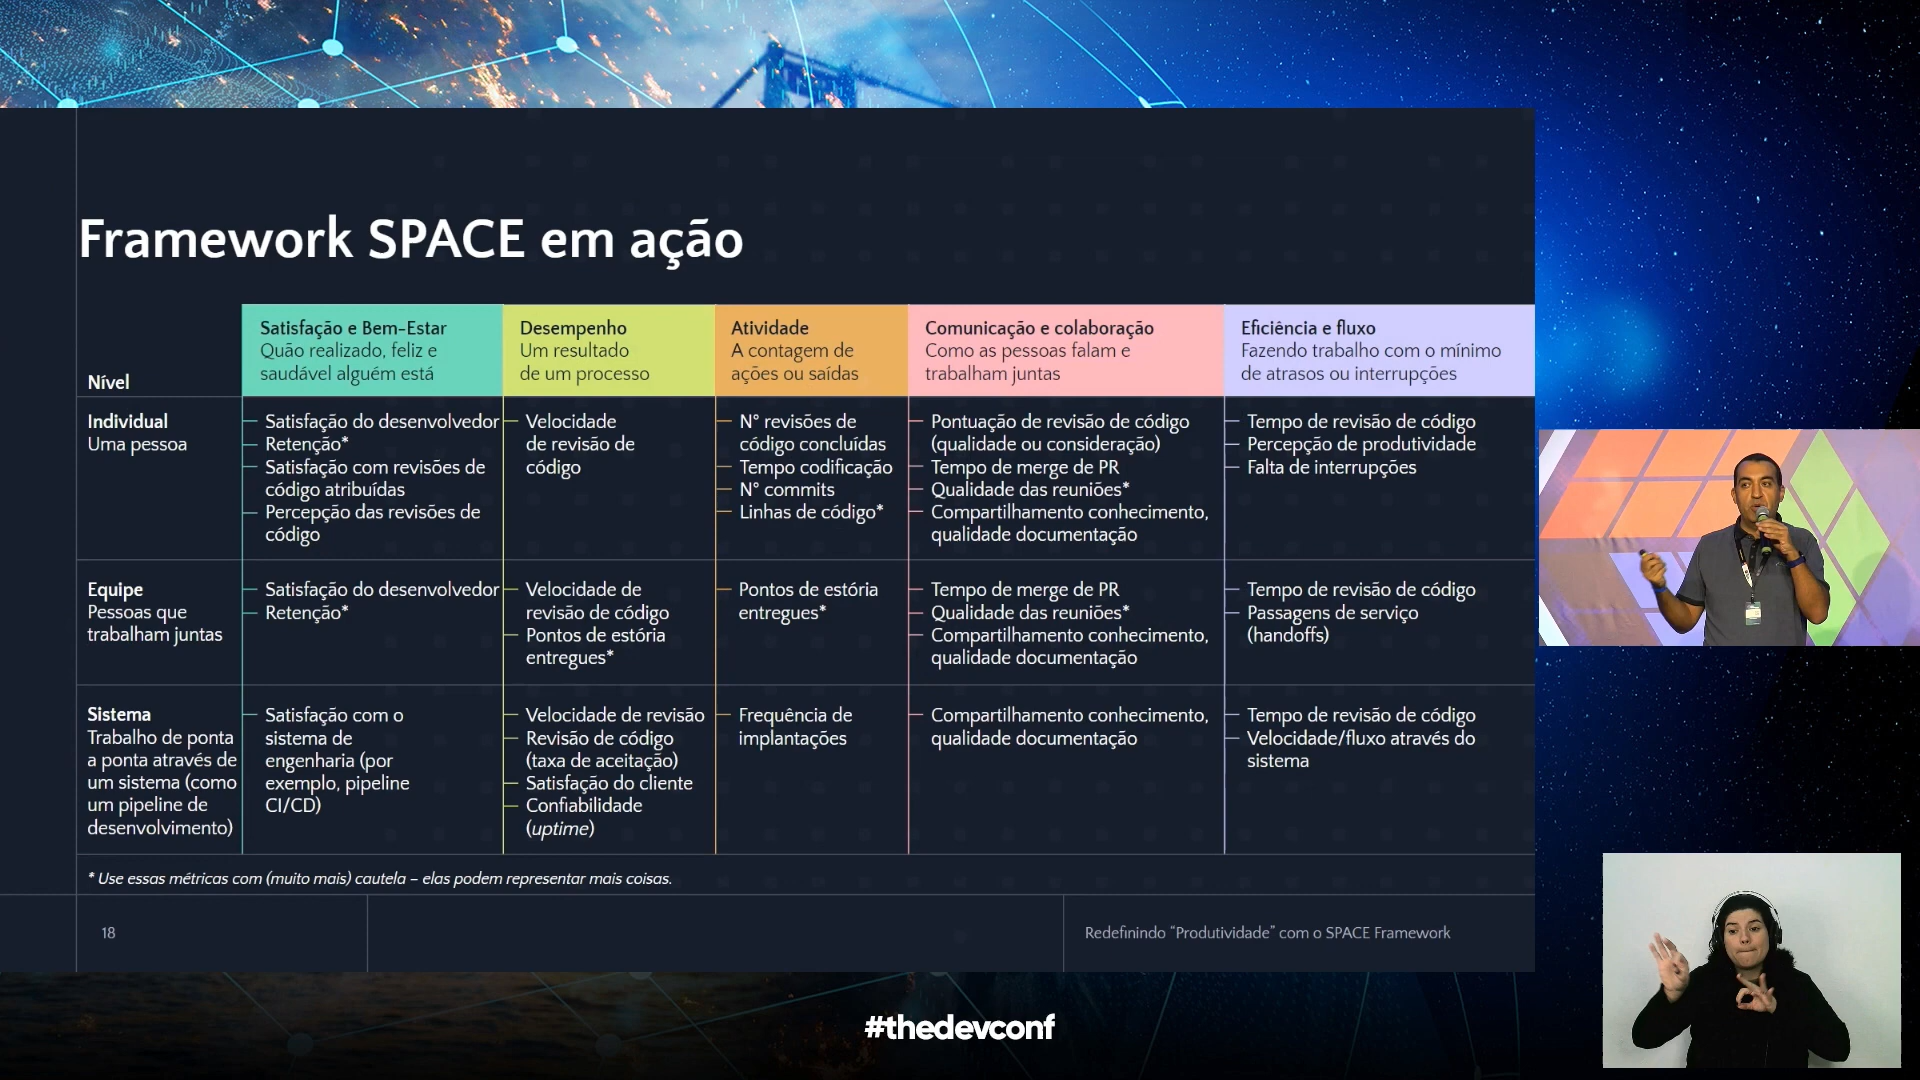 Framework SPACE em ação
Nível
Satisfação e Bem-Estar
Quão realizado, feliz e
saudável alguém está
Desempenho
Um resultado
de um processo
Atividade
A contagem de
ações ou saídas
Comunicação e colaboração
Como as pessoas falam e
trabalham juntas
Eficiência e fluxo
Fazendo trabalho com o mínimo
de atrasos ou interrupções
Individual
Uma pessoa
Satisfação do desenvolvedor
Retenção*
Satisfação com revisões de
código atribuídas
Percepção das revisões de
código
Velocidade
de revisão de
código
N° revisões de
código concluídas
Tempo codificação
N° commits
Linhas de código*
Pontuação de revisão de código
(qualidade ou consideração)
Tempo de merge de PR
Qualidade das reuniões*
Compartilhamento conhecimento,
qualidade documentação
Tempo de revisão de código
Percepção de produtividade
Falta de interrupções
Equipe
Pessoas que
trabalham juntas
Satisfação do desenvolvedor
Retenção*
Velocidade de
revisão de código
Pontos de estória
entregues*
Pontos de estória
entregues*
Tempo de merge de PR
Qualidade das reuniões*
Compartilhamento conhecimento,
qualidade documentação
Tempo de revisão de código
Passagens de serviço
(handoffs)
Sistema
Trabalho de ponta
a ponta através de
um sistema (como
um pipeline de
desenvolvimento)
Satisfação com o
sistema de
engenharia (por
exemplo, pipeline
CI/CD)
Velocidade de revisão
Revisão de código
(taxa de aceitação)
Satisfação do cliente
Confiabilidade
(uptime)
Frequência de
implantações
Compartilhamento conhecimento,
qualidade documentação
Tempo de revisão de código
Velocidade/fluxo através do
sistema
* Use essas métricas com (muito mais) cautela – elas podem representar mais coisas.
18
Redefinindo “Produtividade” com o SPACE Framework
#thedevconf